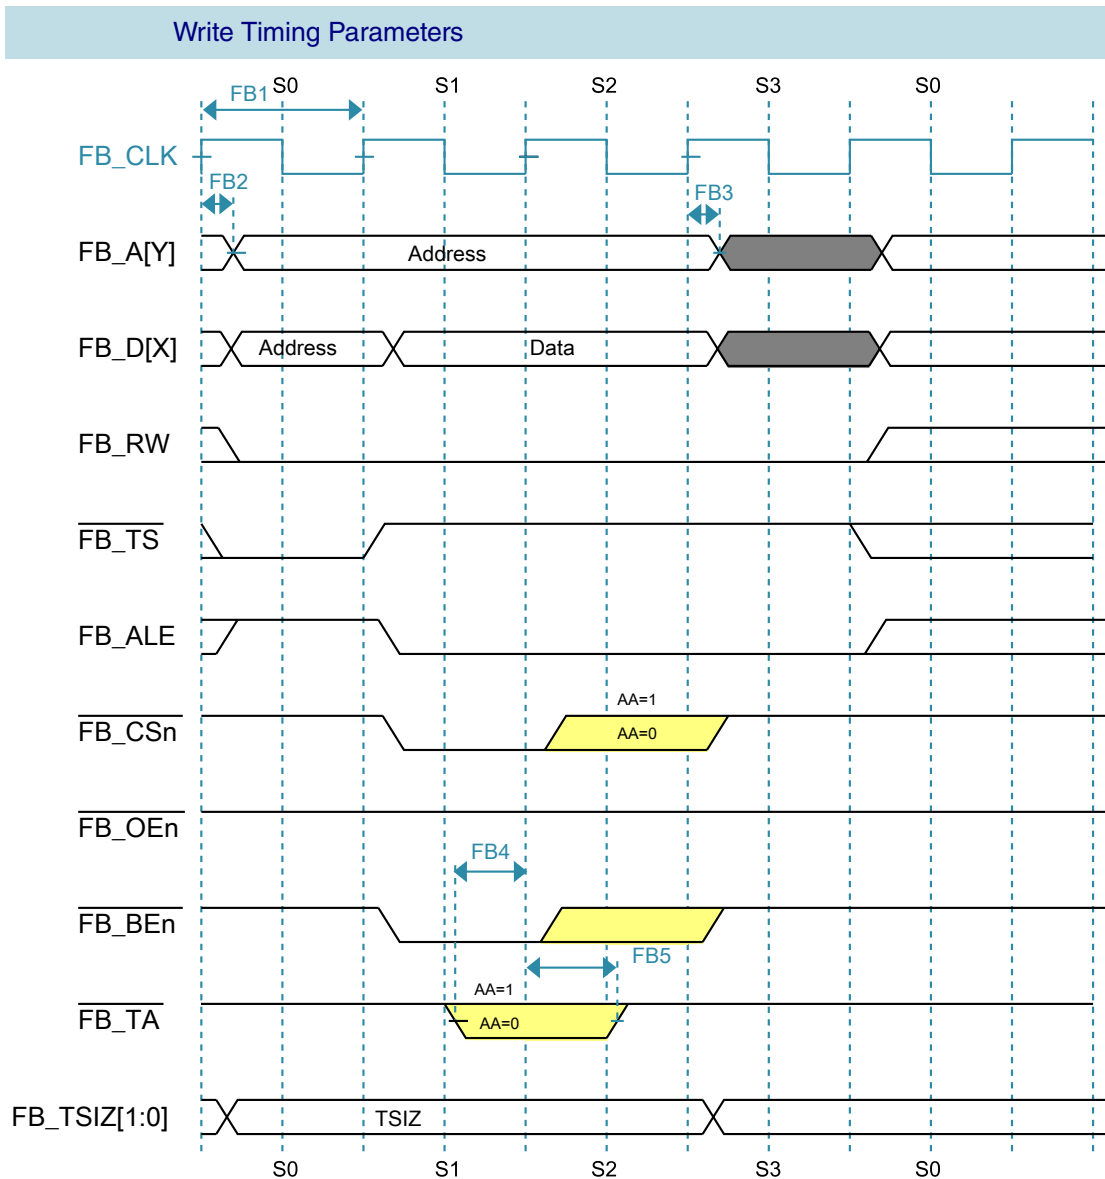 Write Timing Parameters
S0 S1 S2 S3 S0
FB1
FB_CLK
FB2 FB3
FB_A[Y] Address
FB_D[X] Address Data
FB_RW
FB_TS
FB_ALE
AA=1
FB_CSn AA=0
FB_OEn
FB4
FB_BEn
FB5
AA=1
FB_TA AA=0
FB_TSIZ[1:0] TSIZ
S0 S1 S2 S3 S0